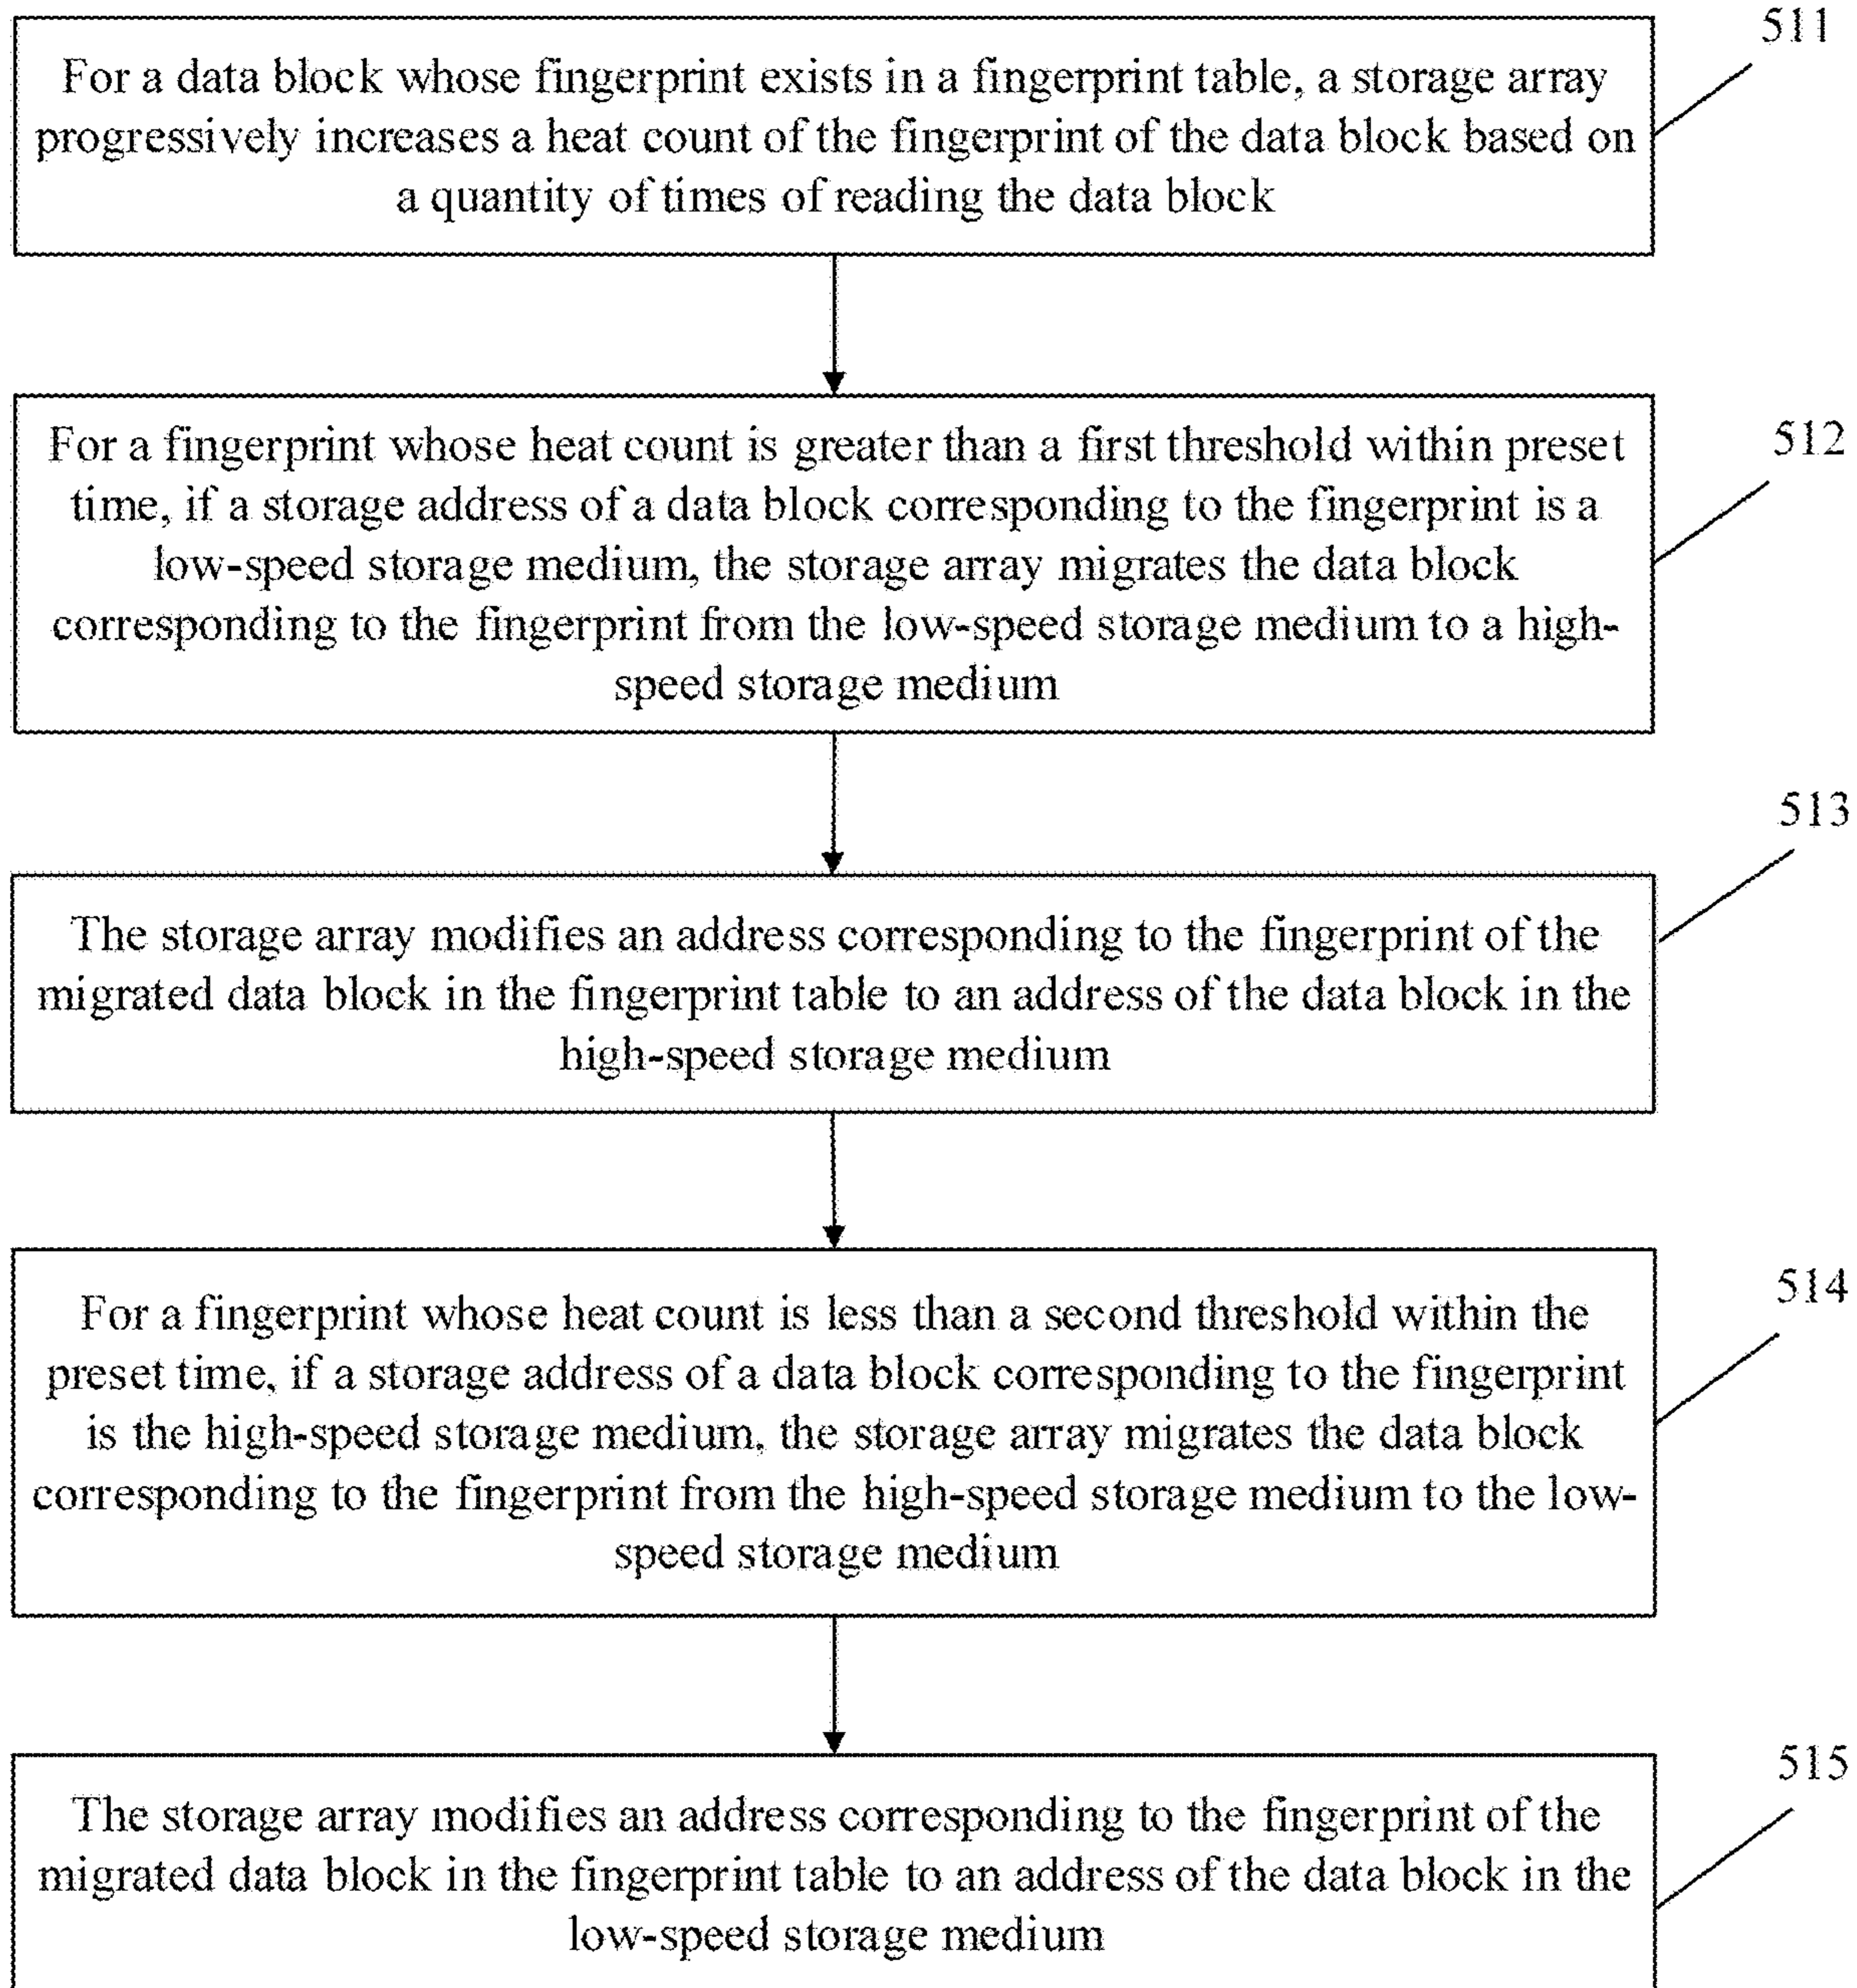 511
For a data block whose fingerprint exists in a fingerprint table, a storage array
progressively increases a heat count of the fingerprint of the data block based on
a quantity of times of reading the data block
512
For a fingerprint whose heat count is greater than a first threshold within preset
time, if a storage address of a data block corresponding to the fingerprint is a
low-speed storage medium, the storage array migrates the data block
corresponding to the fingerprint from the low-speed storage medium to a high-
speed storage medium
513
The storage array modifies an address corresponding to the fingerprint of the
migrated data block in the fingerprint table to an address of the data block in the
high-speed storage medium
514
For a fingerprint whose heat count is less than a second threshold within the
preset time, if a storage address of a data block corresponding to the fingerprint
is the high-speed storage medium, the storage array migrates the data block
corresponding to the fingerprint from the high-speed storage medium to the low-
speed storage medium
515
The storage array modifies an address corresponding to the fingerprint of the
migrated data block in the fingerprint table to an address of the data block in the
low-speed storage medium